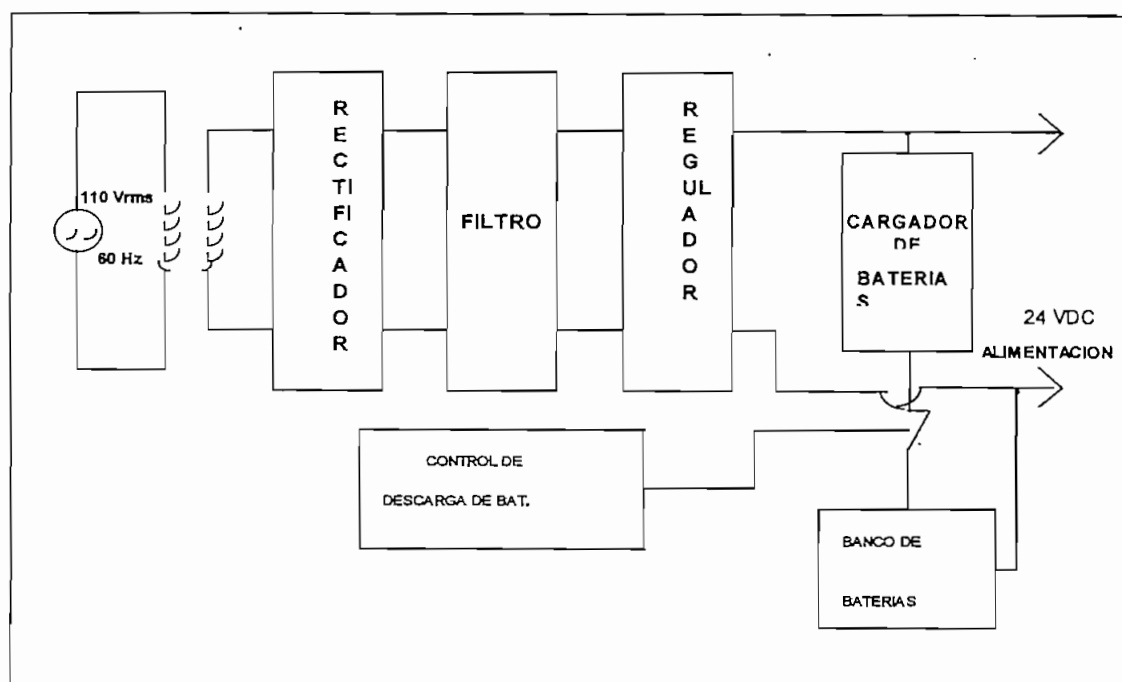 110 Vrms
60 Hz
R
E
C
TI
FI
C
A
D
O
R
FILTRO
R
E
G
UL
A
D
O
R
CARGADOR
DE
BATERIA
S
24 VDC
ALIMENTACION
CONTROL DE
DESCARGA DE BAT.
BANCO DE
BATERIAS